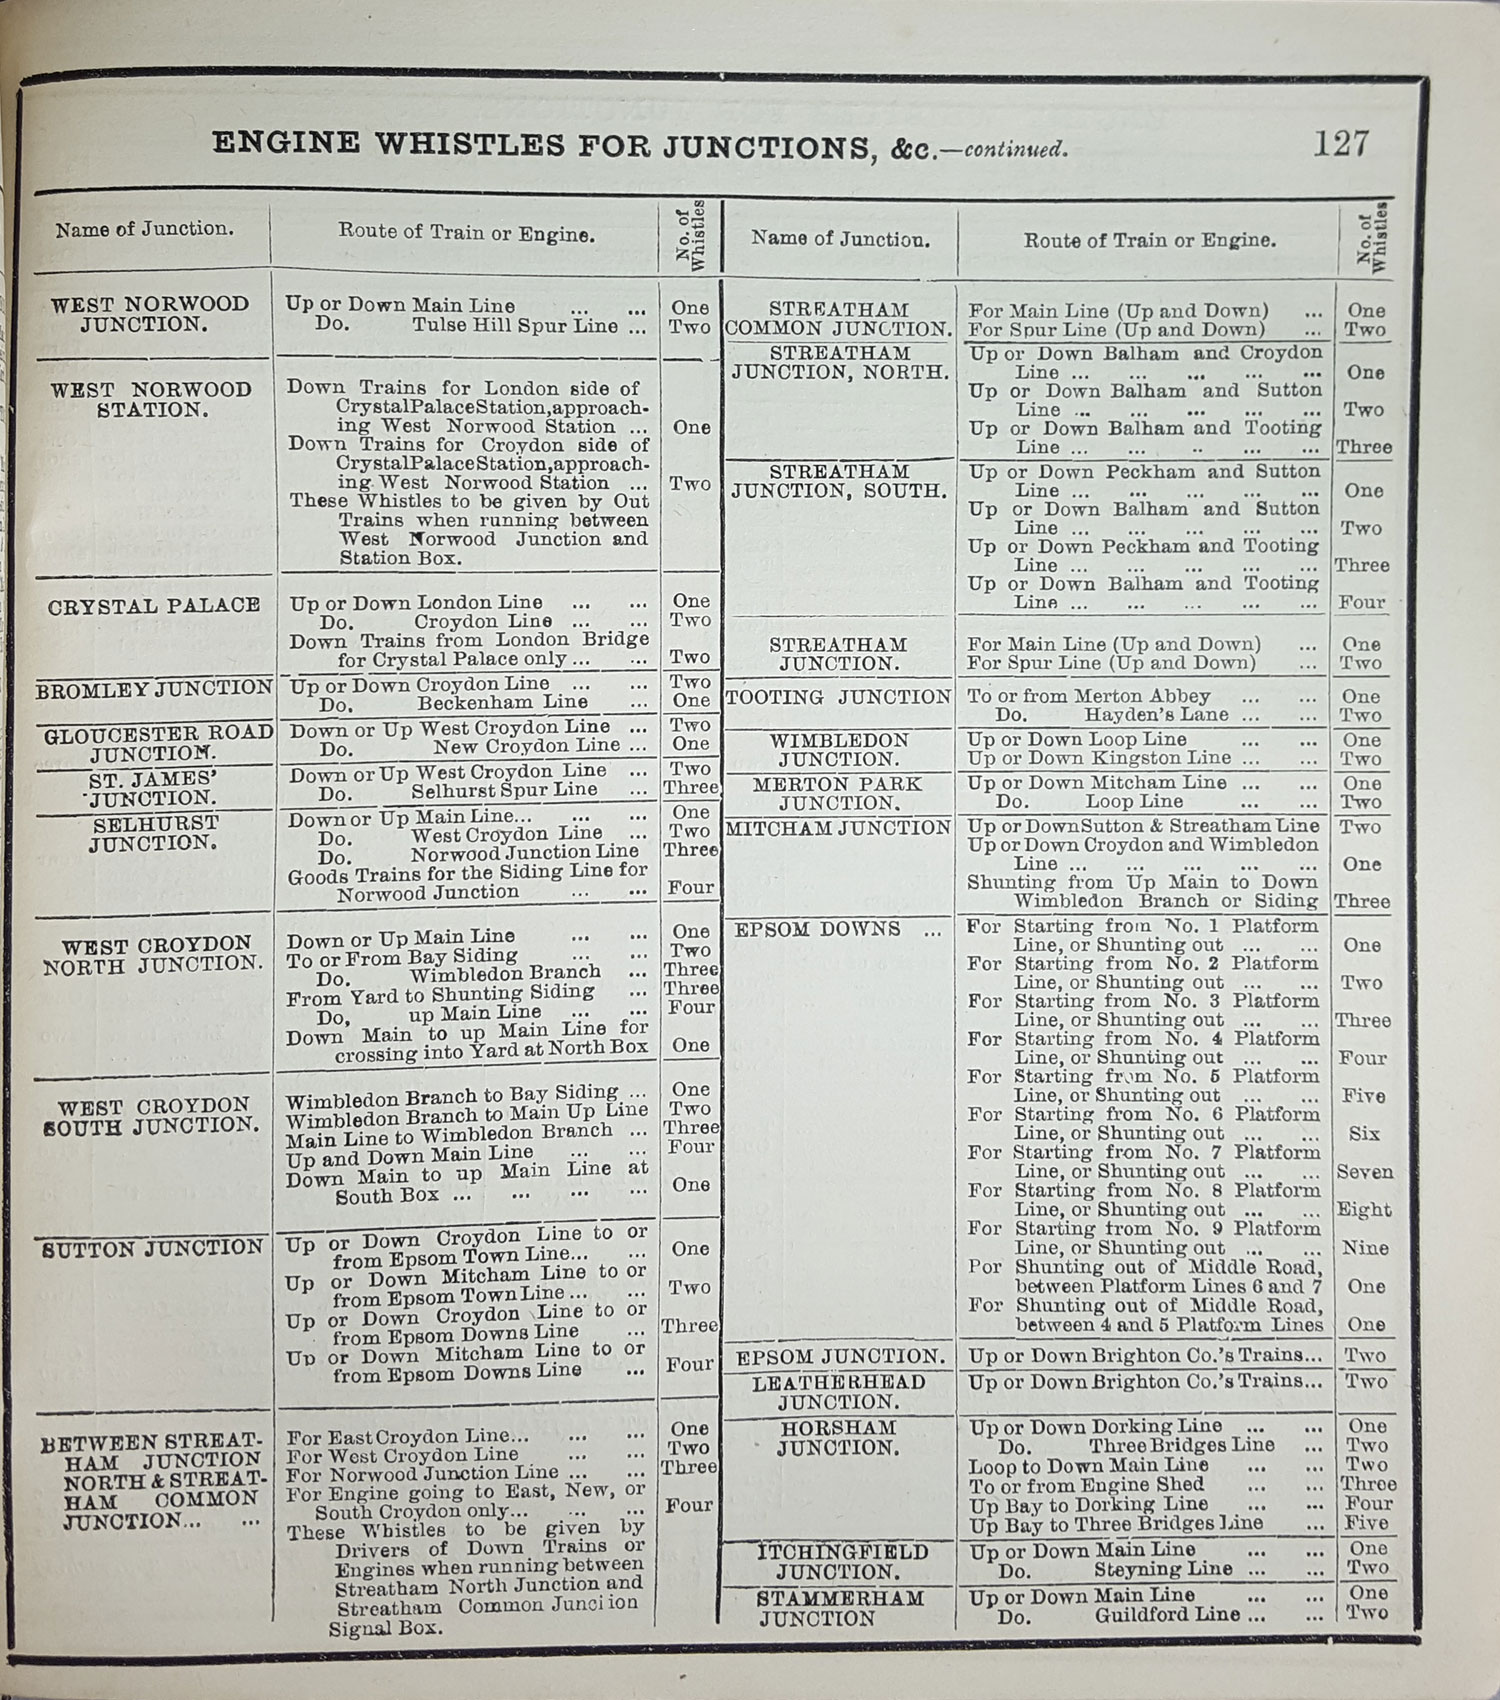 ENGINE WHISTLES FOR JUNCTIONS, &c.—continued.
127
Name of Junction. Route of Train or Engine. No. of Whistles
WEST NORWOOD JUNCTION.
Up or Down Main Line ... ... One
Do. Tulse Hill Spur Line ... Two
WEST NORWOOD STATION.
Down Trains for London side of
CrystalPalaceStation,approach-
ing West Norwood Station ... One
Down Trains for Croydon side of
CrystalPalaceStation,approach-
ing West Norwood Station ... Two
These Whistles to be given by Out
Trains when running between
West Norwood Junction and
Station Box.
CRYSTAL PALACE
Up or Down London Line ... ... One
Do. Croydon Line ... ... Two
Down Trains from London Bridge
for Crystal Palace only ... ... Two
BROMLEY JUNCTION
Up or Down Croydon Line ... ... Two
Do. Beckenham Line ... One
GLOUCESTER ROAD JUNCTION.
Down or Up West Croydon Line ... Two
Do. New Croydon Line ... One
ST. JAMES' JUNCTION.
Down or Up West Croydon Line ... Two
Do. Selhurst Spur Line ... Three
SELHURST JUNCTION.
Down or Up Main Line... ... ... One
Do. West Croydon Line ... Two
Do. Norwood Junction Line Three
Goods Trains for the Siding Line for
Norwood Junction ... ... Four
WEST CROYDON NORTH JUNCTION.
Down or Up Main Line ... ... One
To or From Bay Siding ... ... Two
Do. Wimbledon Branch ... Three
From Yard to Shunting Siding ... Three
Do, up Main Line ... ... Four
Down Main to up Main Line for
crossing into Yard at North Box One
WEST CROYDON SOUTH JUNCTION.
Wimbledon Branch to Bay Siding ... One
Wimbledon Branch to Main Up Line Two
Main Line to Wimbledon Branch ... Three
Up and Down Main Line ... ... Four
Down Main to up Main Line at
South Box ... ... ... ... One
SUTTON JUNCTION
Up or Down Croydon Line to or
from Epsom Town Line... ... One
Up or Down Mitcham Line to or
from Epsom Town Line ... ... Two
Up or Down Croydon Line to or
from Epsom Downs Line ... Three
Up or Down Mitcham Line to or
from Epsom Downs Line ... Four
BETWEEN STREAT-
HAM JUNCTION
NORTH & STREAT-
HAM COMMON
JUNCTION... ...
For East Croydon Line... ... ... One
For West Croydon Line ... ... Two
For Norwood Junction Line ... ... Three
For Engine going to East, New, or
South Croydon only... ... ... Four
These Whistles to be given by
Drivers of Down Trains or
Engines when running between
Streatham North Junction and
Streatham Common Junction
Signal Box.
Name of Junction. Route of Train or Engine. No. of Whistles
STREATHAM COMMON JUNCTION.
For Main Line (Up and Down) ... One
For Spur Line (Up and Down) ... Two
STREATHAM JUNCTION, NORTH.
Up or Down Balham and Croydon
Line ... ... ... ... ... One
Up or Down Balham and Sutton
Line ... ... ... ... ... Two
Up or Down Balham and Tooting
Line ... ... .. ... ... Three
STREATHAM JUNCTION, SOUTH.
Up or Down Peckham and Sutton
Line ... ... ... ... ... One
Up or Down Balham and Sutton
Line ... ... ... ... ... Two
Up or Down Peckham and Tooting
Line ... ... ... ... ... Three
Up or Down Balham and Tooting
Line ... ... ... ... ... Four
STREATHAM JUNCTION.
For Main Line (Up and Down) ... One
For Spur Line (Up and Down) ... Two
TOOTING JUNCTION
To or from Merton Abbey ... ... One
Do. Hayden's Lane ... ... Two
WIMBLEDON JUNCTION.
Up or Down Loop Line ... ... One
Up or Down Kingston Line ... ... Two
MERTON PARK JUNCTION.
Up or Down Mitcham Line ... ... One
Do. Loop Line ... ... Two
MITCHAM JUNCTION
Up or Down Sutton & Streatham Line Two
Up or Down Croydon and Wimbledon
Line ... ... ... ... ... One
Shunting from Up Main to Down
Wimbledon Branch or Siding Three
EPSOM DOWNS ...
For Starting from No. 1 Platform
Line, or Shunting out ... ... One
For Starting from No. 2 Platform
Line, or Shunting out ... ... Two
For Starting from No. 3 Platform
Line, or Shunting out ... ... Three
For Starting from No. 4 Platform
Line, or Shunting out ... ... Four
For Starting from No. 5 Platform
Line, or Shunting out ... ... Five
For Starting from No. 6 Platform
Line, or Shunting out ... ... Six
For Starting from No. 7 Platform
Line, or Shunting out ... ... Seven
For Starting from No. 8 Platform
Line, or Shunting out ... ... Eight
For Starting from No. 9 Platform
Line, or Shunting out ... ... Nine
Por Shunting out of Middle Road,
between Platform Lines 6 and 7 One
For Shunting out of Middle Road,
between 4 and 5 Platform Lines One
EPSOM JUNCTION.
Up or Down Brighton Co.'s Trains... Two
LEATHERHEAD JUNCTION.
Up or Down Brighton Co.'s Trains... Two
HORSHAM JUNCTION.
Up or Down Dorking Line ... ... One
Do. Three Bridges Line ... Two
Loop to Down Main Line ... ... Two
To or from Engine Shed ... ... Three
Up Bay to Dorking Line ... ... Four
Up Bay to Three Bridges Line ... Five
ITCHINGFIELD JUNCTION.
Up or Down Main Line ... ... One
Do. Steyning Line ... ... Two
STAMMERHAM JUNCTION
Up or Down Main Line ... ... One
Do. Guildford Line ... ... Two